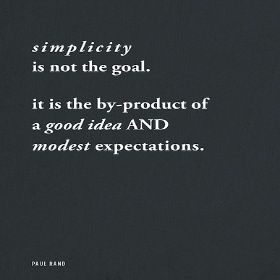 simplicity
is not the goal.
it is the by-product of
a good idea AND
modest expectations.
PAUL RAND